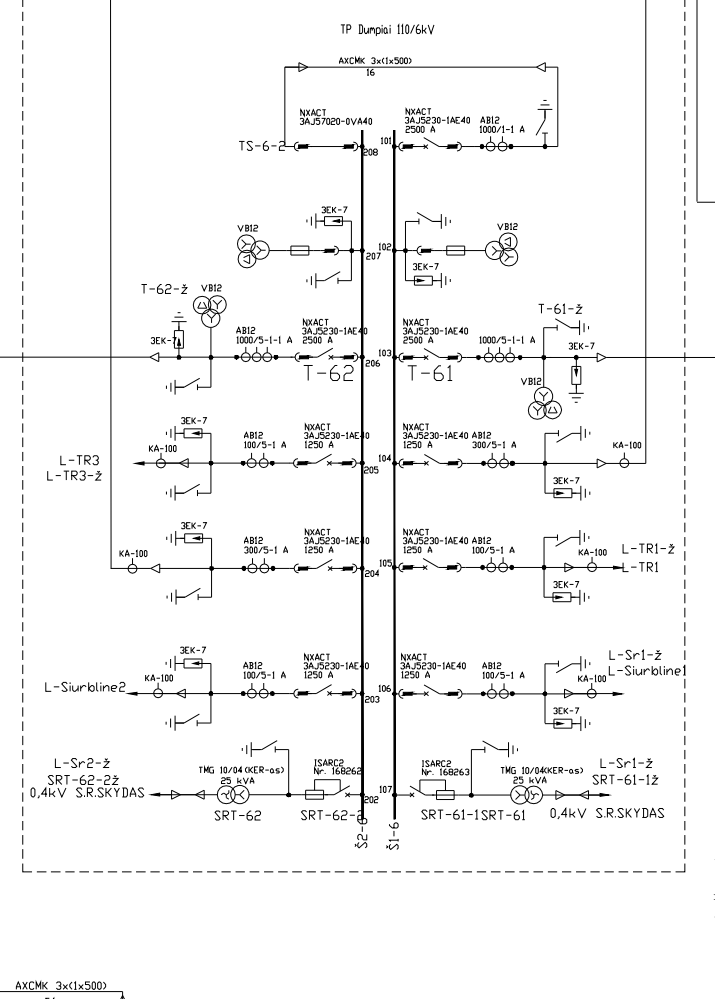 TP Dumpiai 110/6kV
AXCMK 3x(1x500)
16
NXACT
3AJ57020-0VA40
TS-6-2
208
NXACT
3AJ5230-1AE40
2500 A
AB12
1000/1-1 A
101
3EK-7
VB12
207
102
VB12
3EK-7
T-62-ž
VB12
3EK-7
AB12
1000/5-1-1 A
NXACT
3AJ5230-1AE40
2500 A
T-62
206
103
NXACT
3AJ5230-1AE40
2500 A
T-61
1000/5-1-1 A
T-61-ž
3EK-7
VB12
3EK-7
KA-100
L-TR3
L-TR3-ž
AB12
100/5-1 A
NXACT
3AJ5230-1AE40
1250 A
205
104
NXACT
3AJ5230-1AE40
1250 A
AB12
300/5-1 A
KA-100
3EK-7
3EK-7
KA-100
AB12
300/5-1 A
NXACT
3AJ5230-1AE40
1250 A
204
105
NXACT
3AJ5230-1AE40
1250 A
AB12
100/5-1 A
KA-100
L-TR1-ž
L-TR1
3EK-7
3EK-7
KA-100
L-Siurbline2
AB12
100/5-1 A
NXACT
3AJ5230-1AE40
1250 A
203
106
NXACT
3AJ5230-1AE40
1250 A
AB12
100/5-1 A
L-Sr1-ž
L-Siurbline1
KA-100
3EK-7
L-Sr2-ž
SRT-62-2ž
0,4kV S.R.SKYDAS
TMG 10/04(KER-as)
25 kVA
SRT-62
ISARC2
Nr. 168262
SRT-62-2
202
107
ISARC2
Nr. 168263
SRT-61-1
TMG 10/04(KER-as)
25 kVA
SRT-61
L-Sr1-ž
SRT-61-1ž
0,4kV S.R.SKYDAS
Š2-6
Š1-6
AXCMK 3x(1x500)